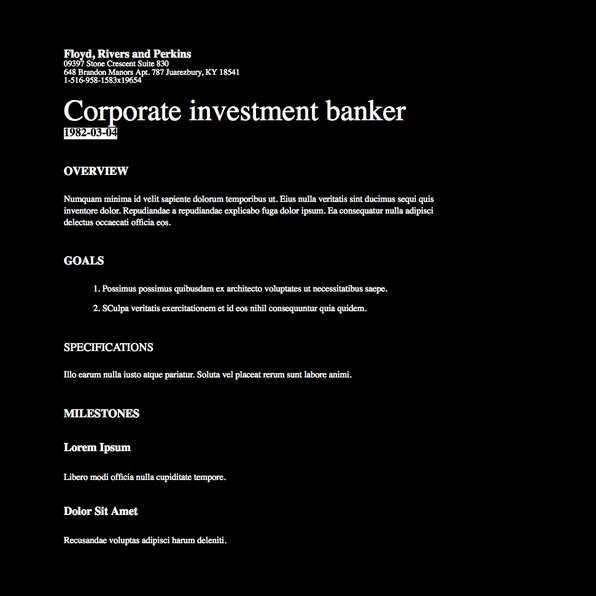 Floyd, Rivers and Perkins
09397 Stone Crescent Suite 830
648 Brandon Manors Apt. 787 Juarezbury, KY 18541
1-516-958-1583x19654
Corporate investment banker
1982-03-04
OVERVIEW
Numquam minima id velit sapiente dolorum temporibus ut. Eius nulla veritatis sint ducimus sequi quis
inventore dolor. Repudiandae a repudiandae explicabo fuga dolor ipsum. Ea consequatur nulla adipisci
delectus occaecati officia eos.
GOALS
1. Possimus possimus quibusdam ex architecto voluptates ut necessitatibus saepe.
2. SCulpa veritatis exercitationem et id eos nihil consequuntur quia quidem.
SPECIFICATIONS
Illo earum nulla iusto atque pariatur. Soluta vel placeat rerum sunt labore animi.
MILESTONES
Lorem Ipsum
Libero modi officia nulla cupiditate tempore.
Dolor Sit Amet
Recusandae voluptas adipisci harum deleniti.